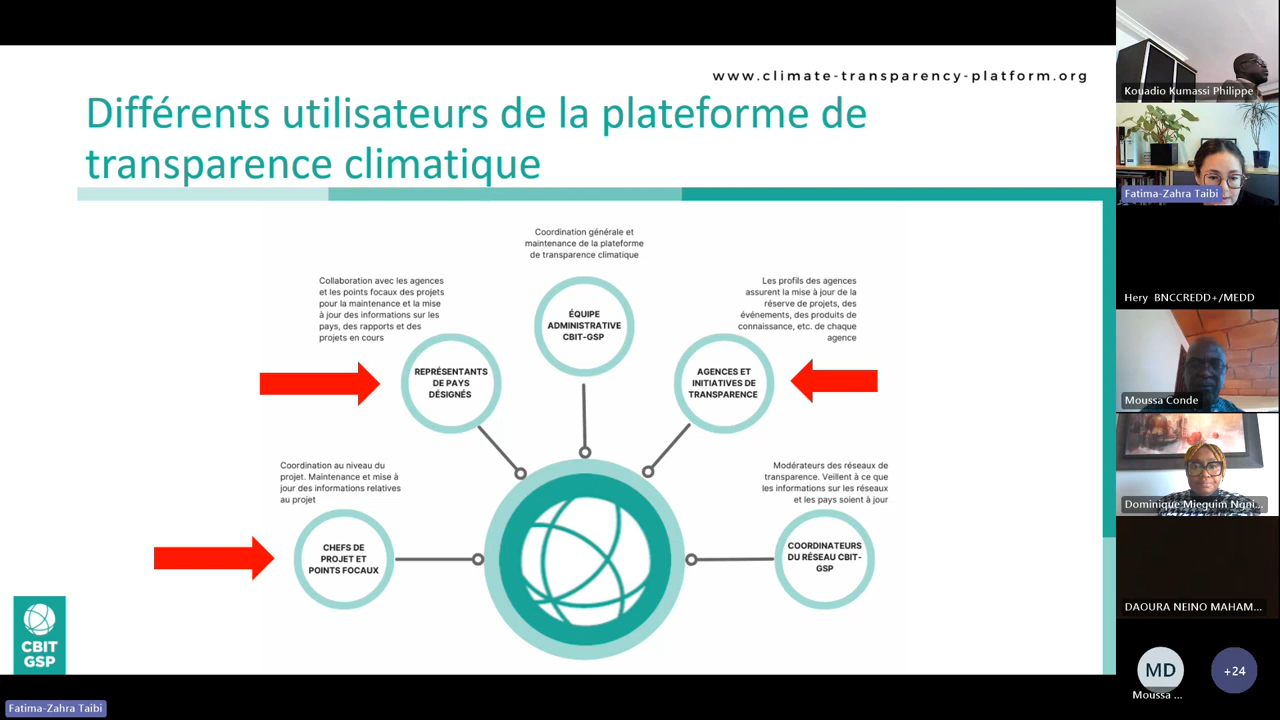 www.climate-transparency-platform.org
Différents utilisateurs de la plateforme de
transparence climatique
Coordination générale et
maintenance de la plateforme
de transparence climatique
Collaboration avec les agences
et les points focaux des projets
pour la maintenance et la mise
à jour des informations sur les
pays, des rapports et des
projets en cours
Les profils des agences
assurent la mise à jour de la
réserve de projets, des
événements, des produits de
connaissance, etc. de chaque
agence
ÉQUIPE
ADMINISTRATIVE
CBIT-GSP
REPRÉSENTANTS
DE PAYS
DÉSIGNÉS
AGENCES ET
INITIATIVES DE
TRANSPARENCE
Coordination au niveau du
projet. Maintenance et mise à
jour des informations relatives
au projet
Modérateurs des réseaux de
transparence. Veillent à ce que
les informations sur les réseaux
et les pays soient à jour
CHEFS DE
PROJET ET
POINTS FOCAUX
COORDINATEURS
DU RÉSEAU CBIT-
GSP
CBIT
GSP
Fatima-Zahra Taibi
Kouadio Kumassi Philippe
Fatima-Zahra Taibi
Hery BNCCREDD+/MEDD
Moussa Conde
Dominique Mieguim Ngni...
DAOURA NEINO MAHAM...
MD
+24
Moussa ...